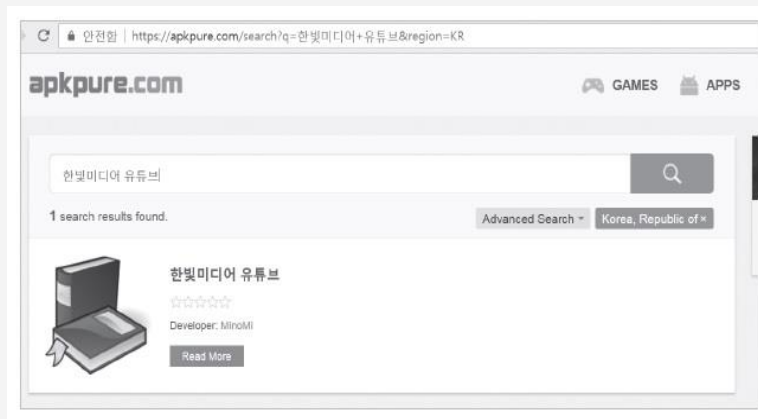 안전함 | https://apkpure.com/search?q=한빛미디어+유튜브&region=KR
apkpure.com
GAMES
APPS
한빛미디어 유튜브
1 search results found.
Advanced Search
Korea, Republic of ×
한빛미디어 유튜브
Developer: MinoMi
Read More